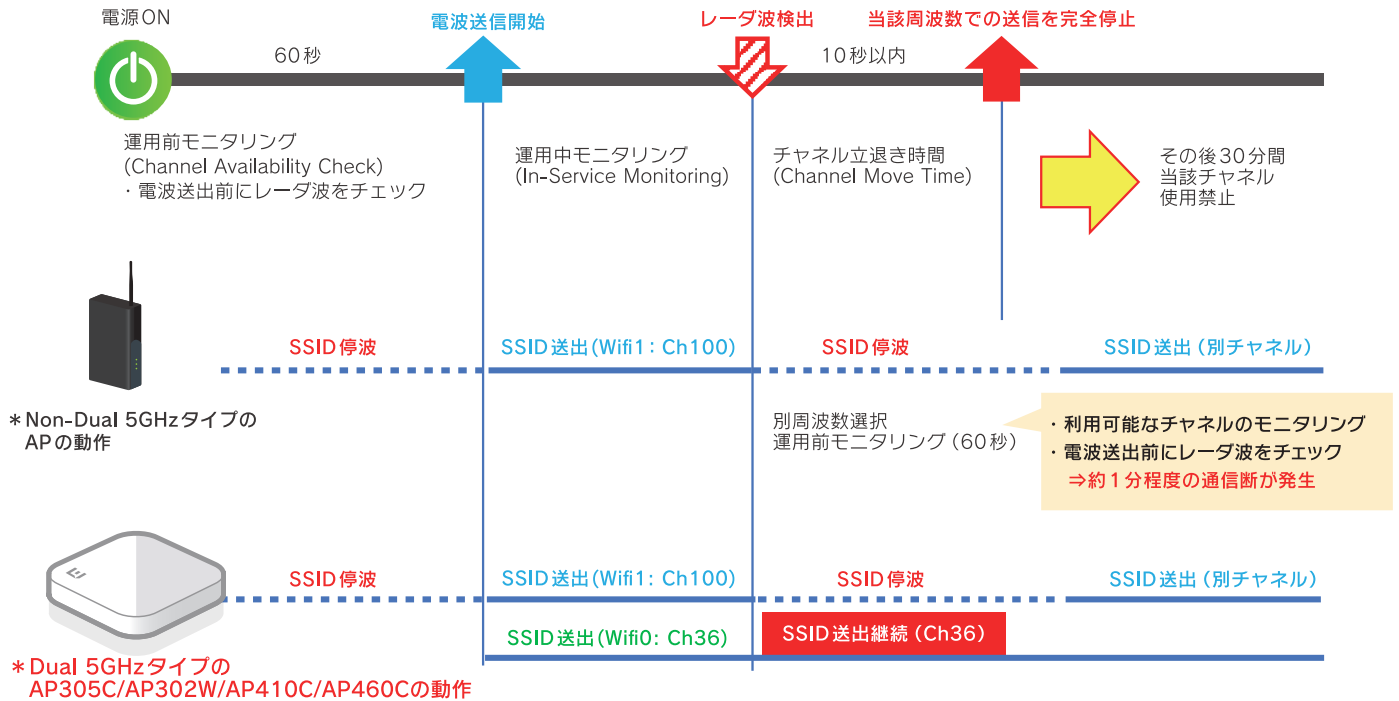 電源ON
60秒
電波送信開始
レーダ波検出
10秒以内
当該周波数での送信を完全停止
運用前モニタリング
(Channel Availability Check)
・電波送出前にレーダ波をチェック
運用中モニタリング
(In-Service Monitoring)
チャネル立退き時間
(Channel Move Time)
その後30分間
当該チャネル
使用禁止
SSID停波
SSID送出(Wifi1: Ch100)
SSID停波
SSID送出(別チャネル)
*Non-Dual 5GHzタイプの
APの動作
別周波数選択
運用前モニタリング(60秒)
・利用可能なチャネルのモニタリング
・電波送出前にレーダ波をチェック
⇒約1分程度の通信断が発生
SSID停波
SSID送出(Wifi1: Ch100)
SSID停波
SSID送出(別チャネル)
SSID送出(Wifi0: Ch36)
SSID送出継続(Ch36)
*Dual 5GHzタイプの
AP305C/AP302W/AP410C/AP460Cの動作